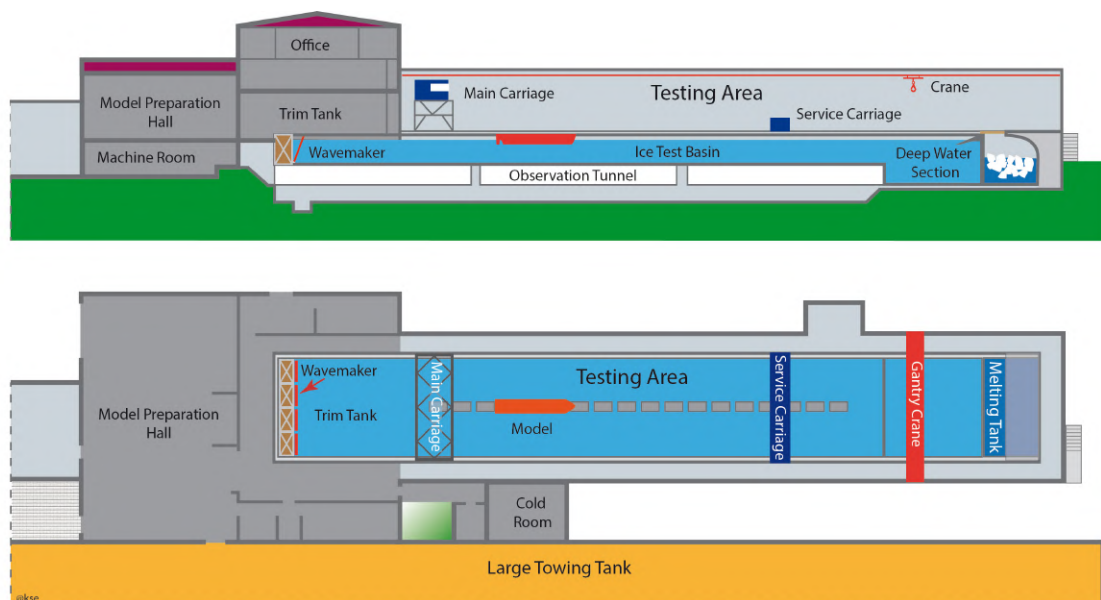 Office
Model Preparation
Hall
Trim Tank
Main Carriage
Testing Area
Crane
Service Carriage
Machine Room
Wavemaker
Ice Test Basin
Deep Water
Section
Observation Tunnel
Wavemaker
Main Carriage
Testing Area
Service Carriage
Gantry Crane
Melting Tank
Model Preparation
Hall
Trim Tank
Model
Cold
Room
Large Towing Tank
@kse